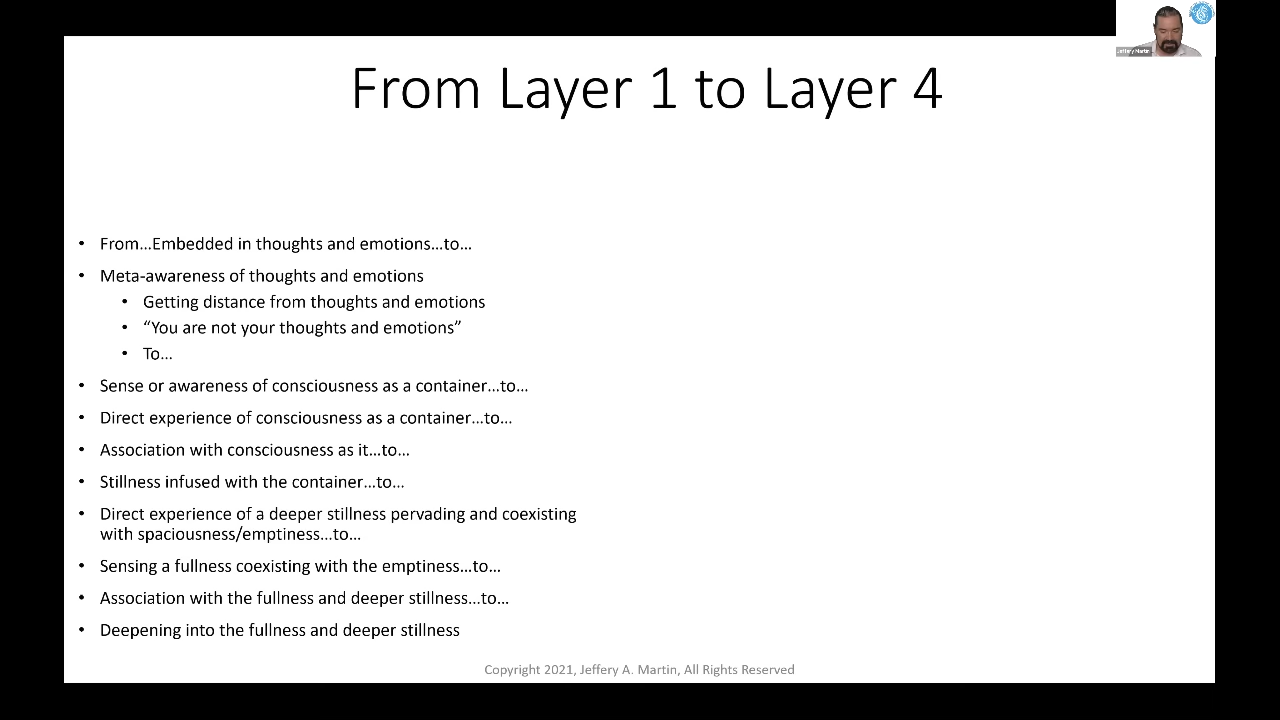 Jeffery Martin
From Layer 1 to Layer 4
• From…Embedded in thoughts and emotions…to…
• Meta-awareness of thoughts and emotions
• Getting distance from thoughts and emotions
• “You are not your thoughts and emotions”
• To…
• Sense or awareness of consciousness as a container…to…
• Direct experience of consciousness as a container…to…
• Association with consciousness as it…to…
• Stillness infused with the container…to…
• Direct experience of a deeper stillness pervading and coexisting
with spaciousness/emptiness…to…
• Sensing a fullness coexisting with the emptiness…to…
• Association with the fullness and deeper stillness…to…
• Deepening into the fullness and deeper stillness
Copyright 2021, Jeffery A. Martin, All Rights Reserved